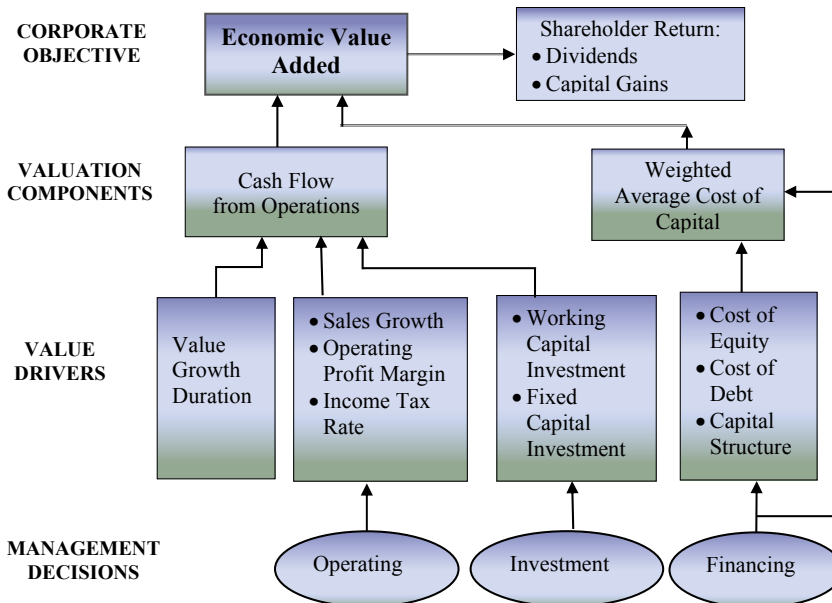 CORPORATE
OBJECTIVE
Economic Value
Added
Shareholder Return:
• Dividends
• Capital Gains
VALUATION
COMPONENTS
Cash Flow
from Operations
Weighted
Average Cost of
Capital
VALUE
DRIVERS
Value
Growth
Duration
• Sales Growth
• Operating
Profit Margin
• Income Tax
Rate
• Working
Capital
Investment
• Fixed
Capital
Investment
• Cost of
Equity
• Cost of
Debt
• Capital
Structure
MANAGEMENT
DECISIONS
Operating
Investment
Financing